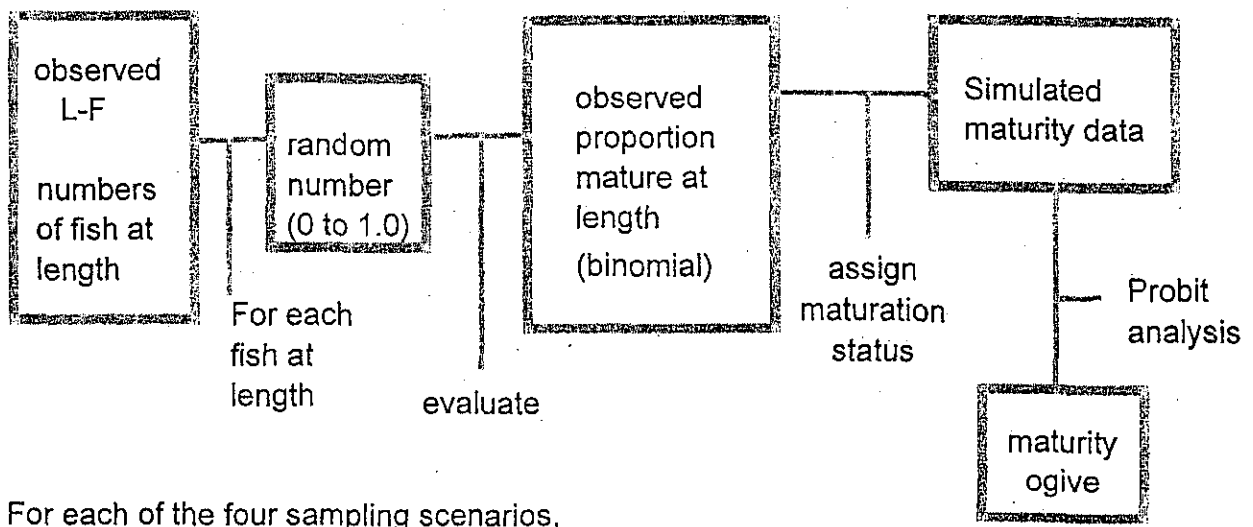 observed
L-F
numbers
of fish at
length
For each
fish at
length
random
number
(0 to 1.0)
evaluate
observed
proportion
mature at
length
(binomial)
assign
maturation
status
Simulated
maturity data
Probit
analysis
maturity
ogive
For each of the four sampling scenarios,